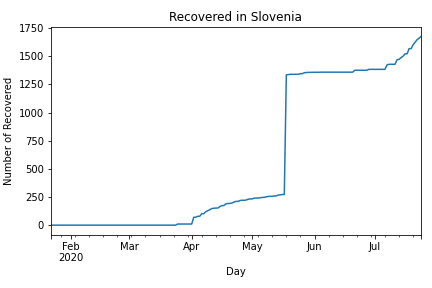 Recovered in Slovenia
Number of Recovered
1750
1500
1250
1000
750
500
250
0
Feb
2020
Mar
Apr
May
Jun
Jul
Day